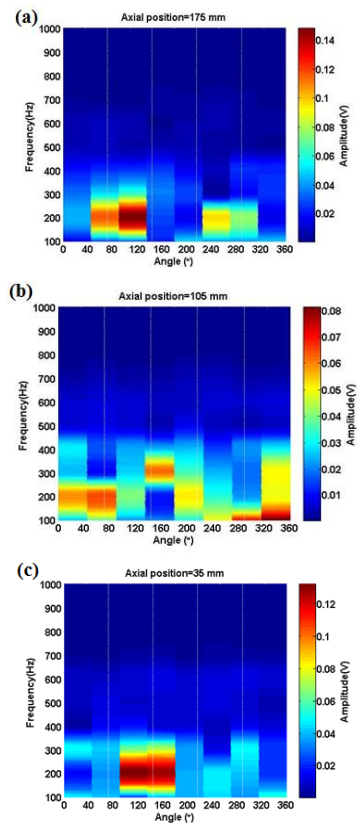 (a)
Axial position=175 mm
Frequency(Hz)
1000
900
800
700
600
500
400
300
200
100
0 40 80 120 160 200 240 280 320 360
Angle (°)
0.14
0.12
0.1
0.08
0.06
0.04
0.02
Amplitude(V)
(b)
Axial position=105 mm
Frequency(Hz)
1000
900
800
700
600
500
400
300
200
100
0 40 80 120 160 200 240 280 320 360
Angle (°)
0.08
0.07
0.06
0.05
0.04
0.03
0.02
0.01
Amplitude(V)
(c)
Axial position=35 mm
Frequency(Hz)
1000
900
800
700
600
500
400
300
200
100
0 40 80 120 160 200 240 280 320 360
Angle (°)
0.12
0.1
0.08
0.06
0.04
0.02
Amplitude(V)